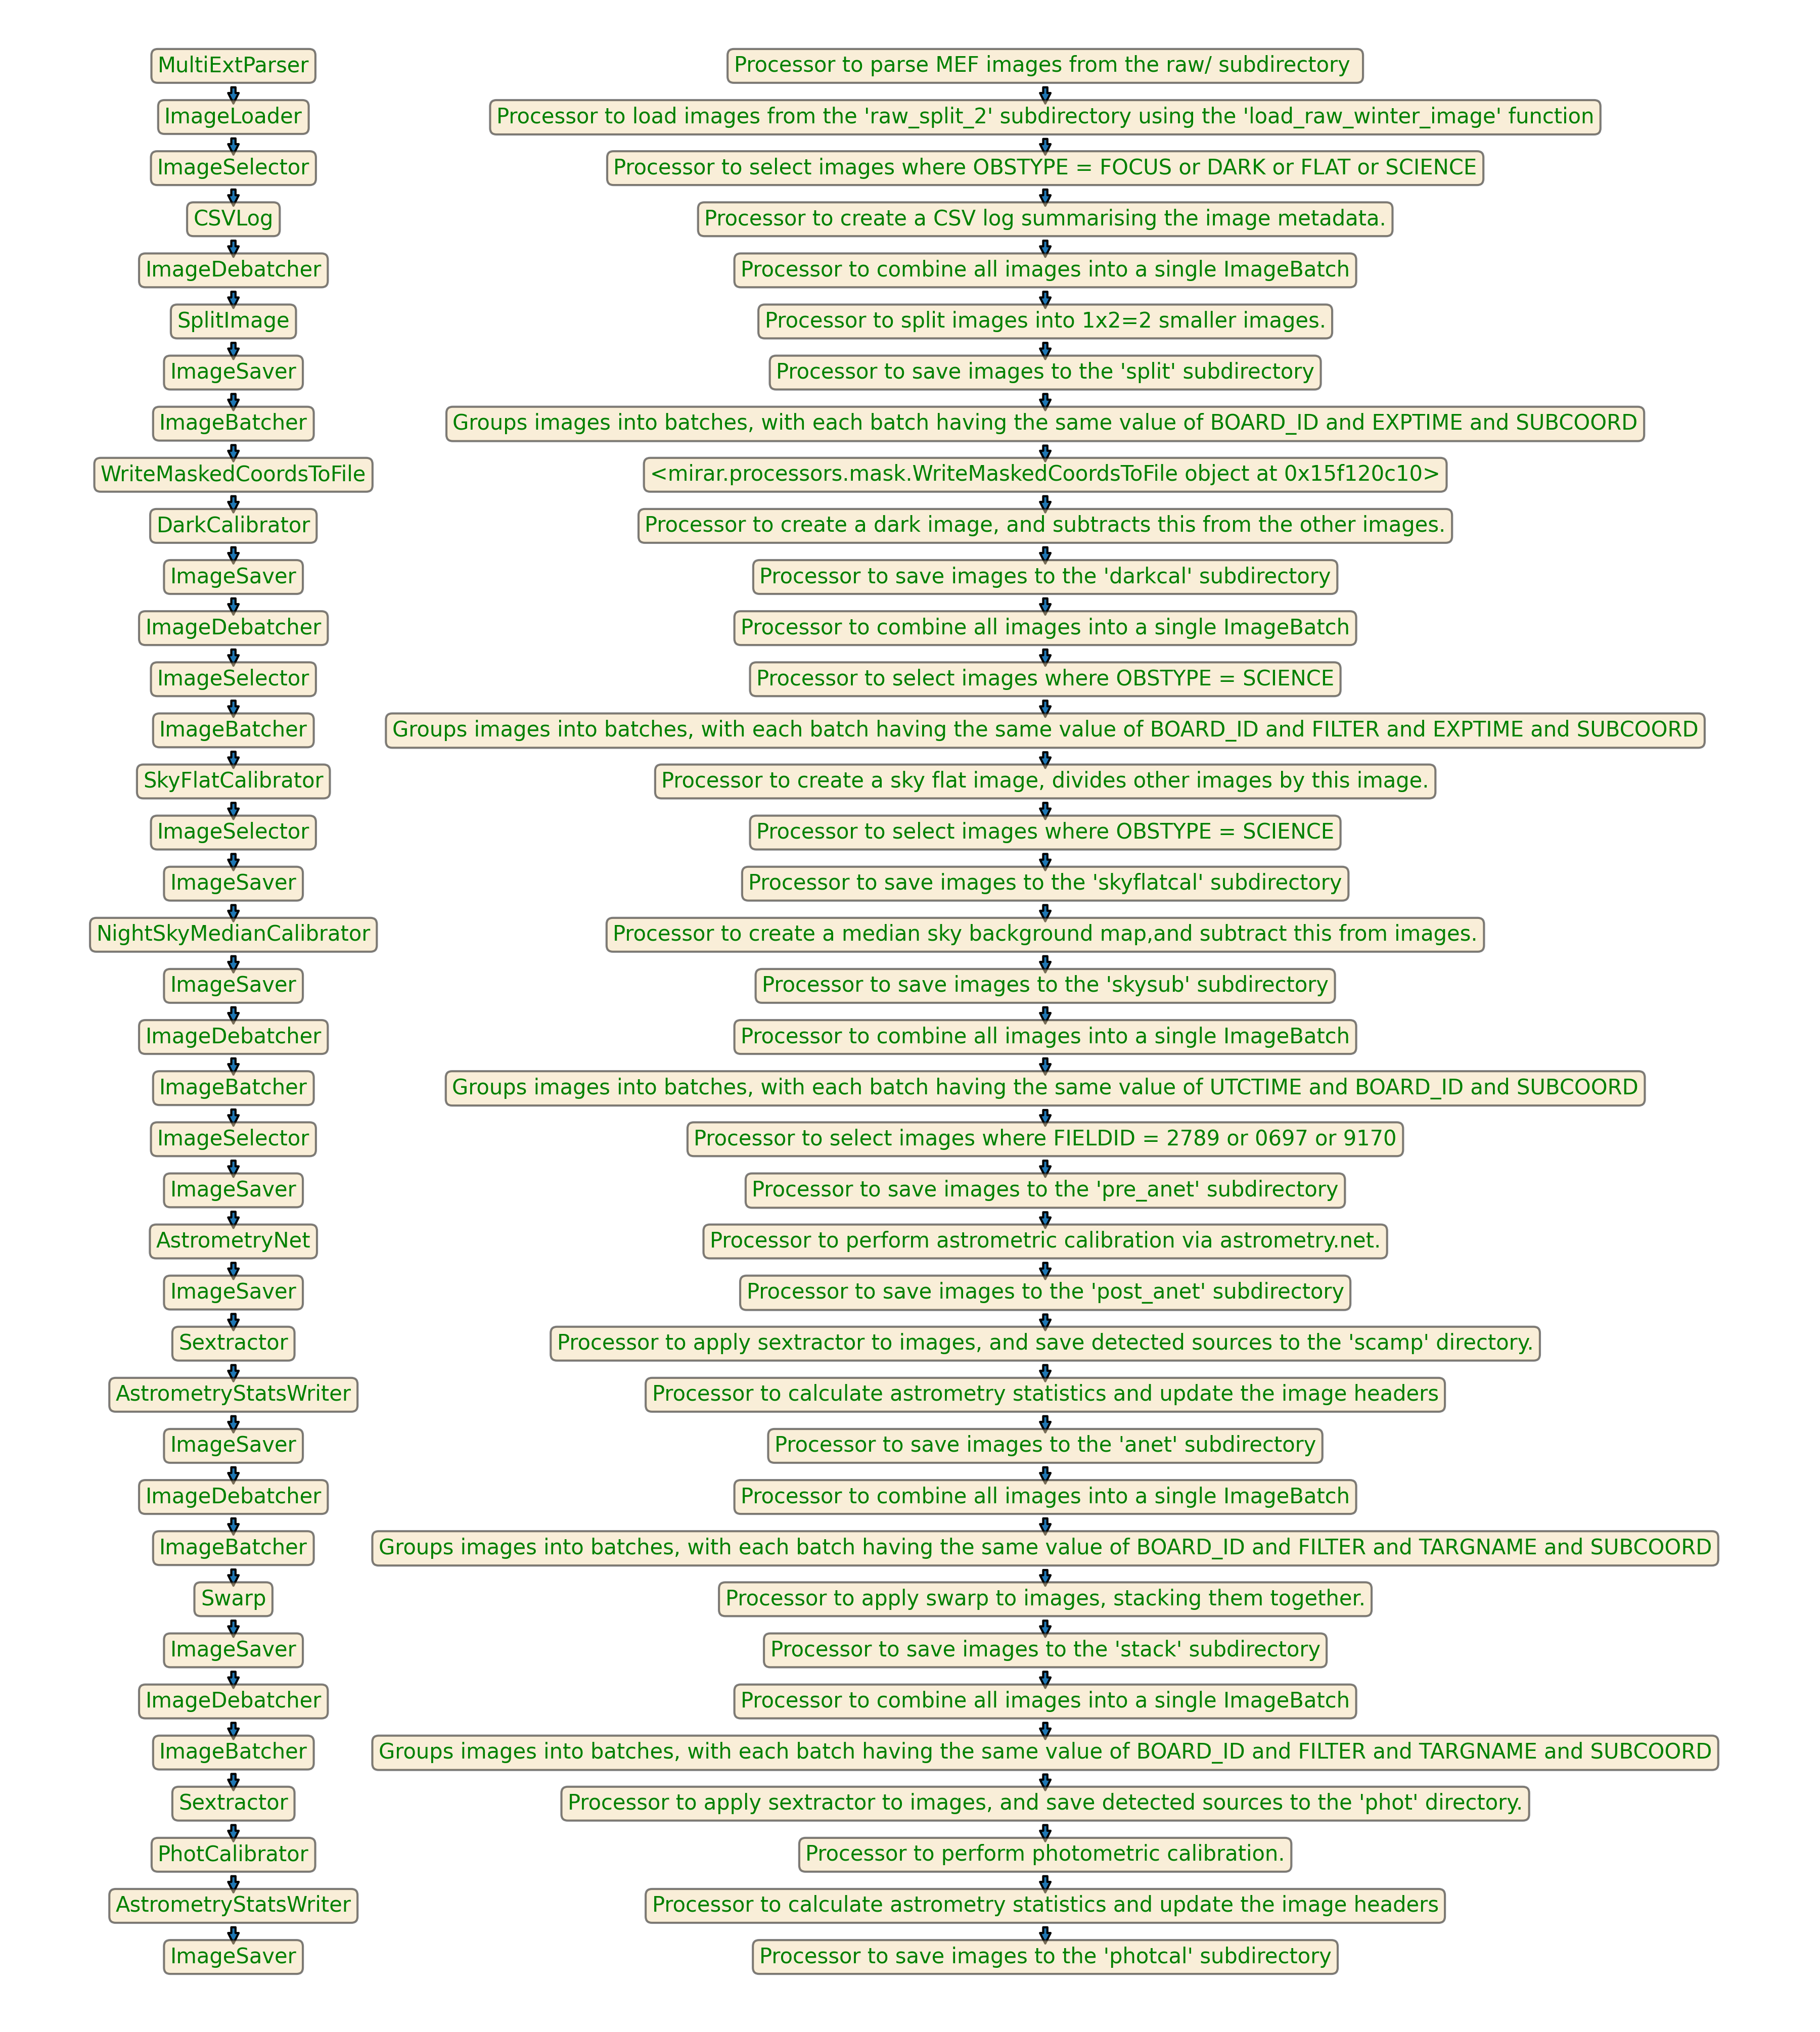 MultiExtParser
Processor to parse MEF images from the raw/ subdirectory
ImageLoader
Processor to load images from the 'raw_split_2' subdirectory using the 'load_raw_winter_image' function
ImageSelector
Processor to select images where OBSTYPE = FOCUS or DARK or FLAT or SCIENCE
CSVLog
Processor to create a CSV log summarising the image metadata.
ImageDebatcher
Processor to combine all images into a single ImageBatch
SplitImage
Processor to split images into 1x2=2 smaller images.
ImageSaver
Processor to save images to the 'split' subdirectory
ImageBatcher
Groups images into batches, with each batch having the same value of BOARD_ID and EXPTIME and SUBCOORD
WriteMaskedCoordsToFile
<mirar.processors.mask.WriteMaskedCoordsToFile object at 0x15f120c10>
DarkCalibrator
Processor to create a dark image, and subtracts this from the other images.
ImageSaver
Processor to save images to the 'darkcal' subdirectory
ImageDebatcher
Processor to combine all images into a single ImageBatch
ImageSelector
Processor to select images where OBSTYPE = SCIENCE
ImageBatcher
Groups images into batches, with each batch having the same value of BOARD_ID and FILTER and EXPTIME and SUBCOORD
SkyFlatCalibrator
Processor to create a sky flat image, divides other images by this image.
ImageSelector
Processor to select images where OBSTYPE = SCIENCE
ImageSaver
Processor to save images to the 'skyflatcal' subdirectory
NightSkyMedianCalibrator
Processor to create a median sky background map,and subtract this from images.
ImageSaver
Processor to save images to the 'skysub' subdirectory
ImageDebatcher
Processor to combine all images into a single ImageBatch
ImageBatcher
Groups images into batches, with each batch having the same value of UTCTIME and BOARD_ID and SUBCOORD
ImageSelector
Processor to select images where FIELDID = 2789 or 0697 or 9170
ImageSaver
Processor to save images to the 'pre_anet' subdirectory
AstrometryNet
Processor to perform astrometric calibration via astrometry.net.
ImageSaver
Processor to save images to the 'post_anet' subdirectory
Sextractor
Processor to apply sextractor to images, and save detected sources to the 'scamp' directory.
AstrometryStatsWriter
Processor to calculate astrometry statistics and update the image headers
ImageSaver
Processor to save images to the 'anet' subdirectory
ImageDebatcher
Processor to combine all images into a single ImageBatch
ImageBatcher
Groups images into batches, with each batch having the same value of BOARD_ID and FILTER and TARGNAME and SUBCOORD
Swarp
Processor to apply swarp to images, stacking them together.
ImageSaver
Processor to save images to the 'stack' subdirectory
ImageDebatcher
Processor to combine all images into a single ImageBatch
ImageBatcher
Groups images into batches, with each batch having the same value of BOARD_ID and FILTER and TARGNAME and SUBCOORD
Sextractor
Processor to apply sextractor to images, and save detected sources to the 'phot' directory.
PhotCalibrator
Processor to perform photometric calibration.
AstrometryStatsWriter
Processor to calculate astrometry statistics and update the image headers
ImageSaver
Processor to save images to the 'photcal' subdirectory